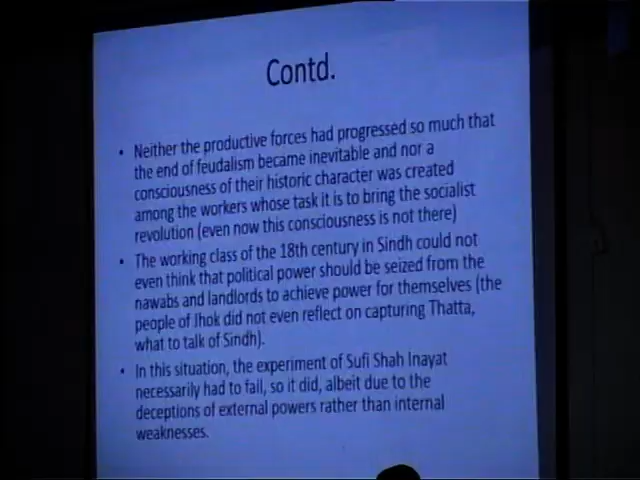 Contd.
• Neither the productive forces had progressed so much that
the end of feudalism became inevitable and nor a
consciousness of their historic character was created
among the workers whose task it is to bring the socialist
revolution (even now this consciousness is not there)
• The working class of the 18th century in Sindh could not
even think that political power should be seized from the
nawabs and landlords to achieve power for themselves (the
people of Jhok did not even reflect on capturing Thatta,
what to talk of Sindh).
• In this situation, the experiment of Sufi Shah Inayat
necessarily had to fail, so it did, albeit due to the
deceptions of external powers rather than internal
weaknesses.